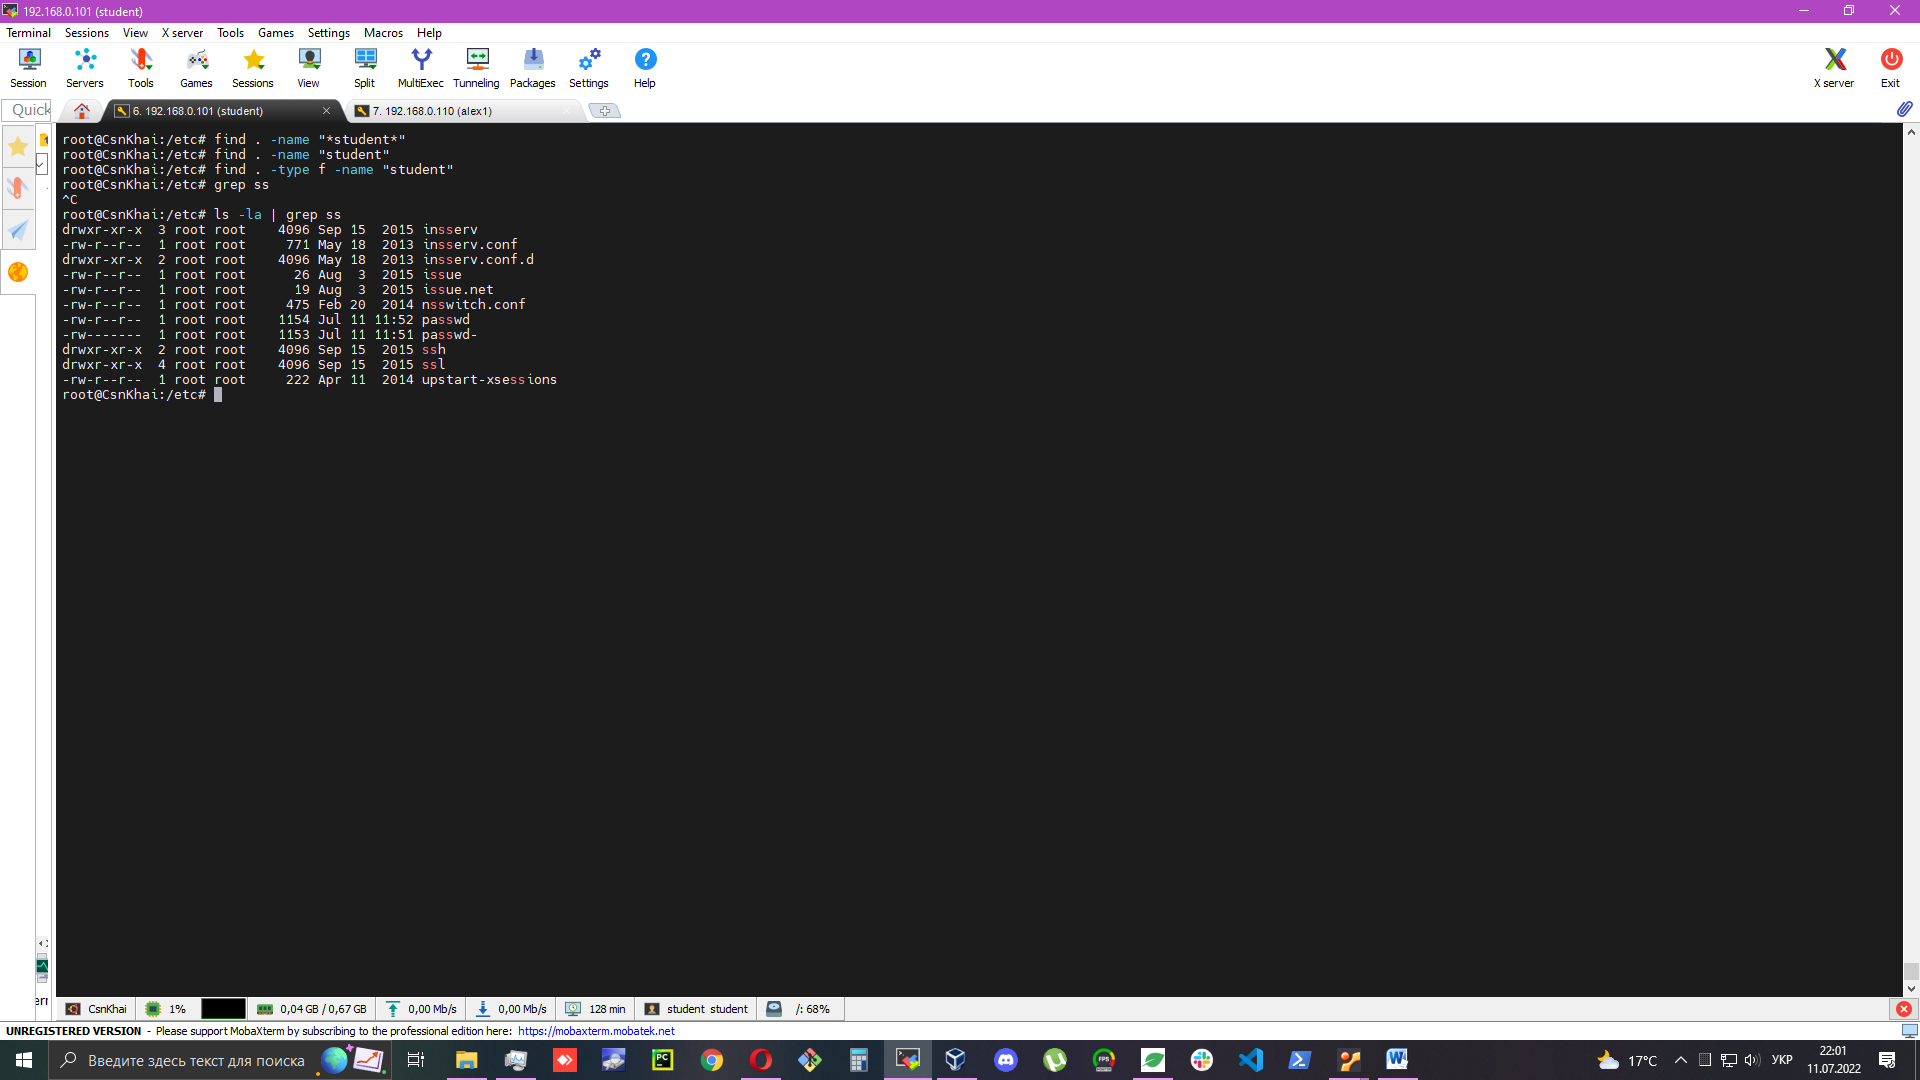 192.168.0.101 (student)
Terminal Sessions View X server Tools Games Settings Macros Help
Session Servers Tools Games Sessions View Split MultiExec Tunneling Packages Settings Help X server Exit
Quick 6. 192.168.0.101 (student) 7. 192.168.0.110 (alex1)
root@CsnKhai:/etc# find . -name "*student*"
root@CsnKhai:/etc# find . -name "student"
root@CsnKhai:/etc# find . -type f -name "student"
root@CsnKhai:/etc# grep ss
^C
root@CsnKhai:/etc# ls -la | grep ss
drwxr-xr-x  3 root root    4096 Sep 15  2015 insserv
-rw-r--r--  1 root root     771 May 18  2013 insserv.conf
drwxr-xr-x  2 root root    4096 May 18  2013 insserv.conf.d
-rw-r--r--  1 root root      26 Aug  3  2015 issue
-rw-r--r--  1 root root      19 Aug  3  2015 issue.net
-rw-r--r--  1 root root     475 Feb 20  2014 nsswitch.conf
-rw-r--r--  1 root root    1154 Jul 11 11:52 passwd
-rw-------  1 root root    1153 Jul 11 11:51 passwd-
drwxr-xr-x  2 root root    4096 Sep 15  2015 ssh
drwxr-xr-x  4 root root    4096 Sep 15  2015 ssl
-rw-r--r--  1 root root     222 Apr 11  2014 upstart-xsessions
root@CsnKhai:/etc#
CsnKhai 1% 0,04 GB / 0,67 GB 0,00 Mb/s 0,00 Mb/s 128 min student student /: 68%
UNREGISTERED VERSION - Please support MobaXterm by subscribing to the professional edition here: https://mobaxterm.mobatek.net
Введите здесь текст для поиска 17°C УКР 22:01
11.07.2022